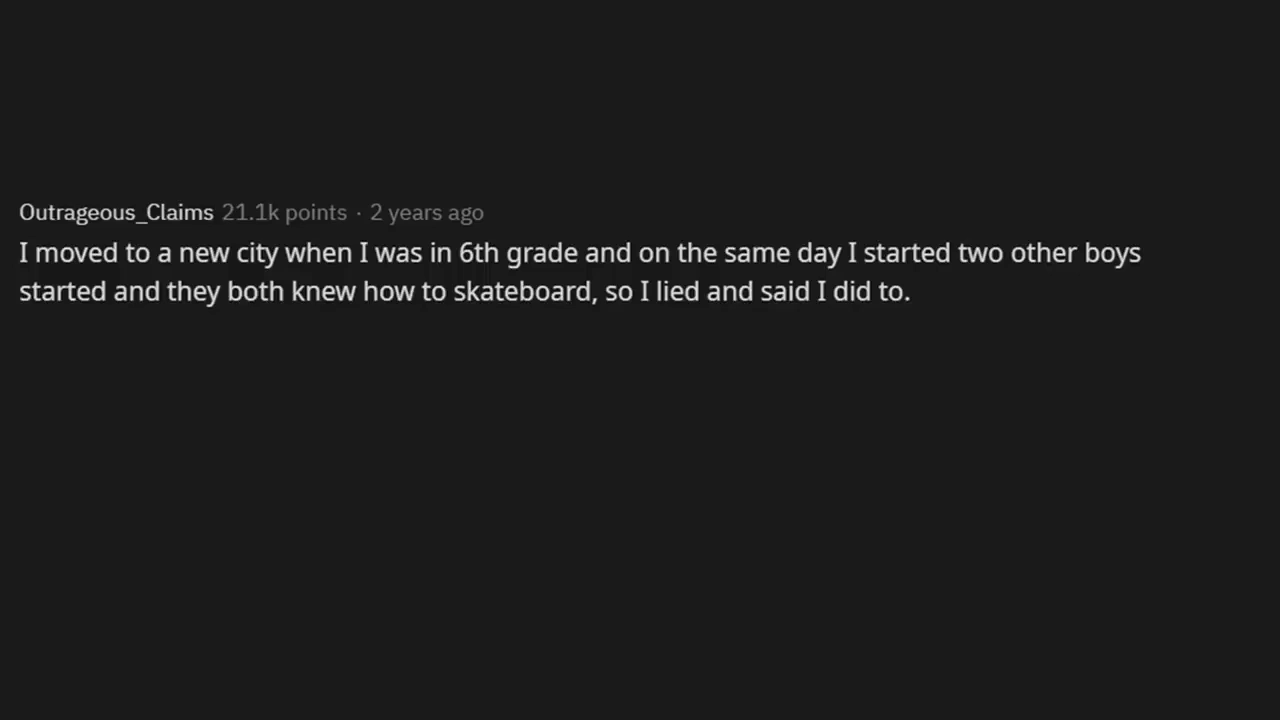 Outrageous_Claims 21.1k points · 2 years ago
I moved to a new city when I was in 6th grade and on the same day I started two other boys
started and they both knew how to skateboard, so I lied and said I did to.